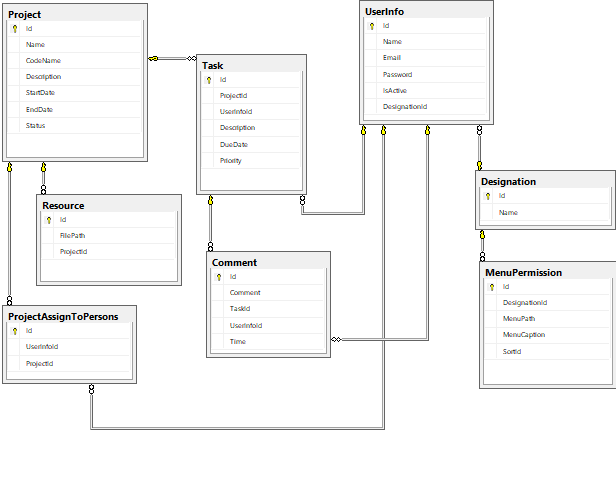 Project
Id
Name
CodeName
Description
StartDate
EndDate
Status
Task
Id
ProjectId
UserInfoId
Description
DueDate
Priority
UserInfo
Id
Name
Email
Password
IsActive
DesignationId
Resource
Id
FilePath
ProjectId
Designation
Id
Name
Comment
Id
Comment
TaskId
UserInfoId
Time
MenuPermission
Id
DesignationId
MenuPath
MenuCaption
SortId
ProjectAssignToPersons
Id
UserInfoId
ProjectId